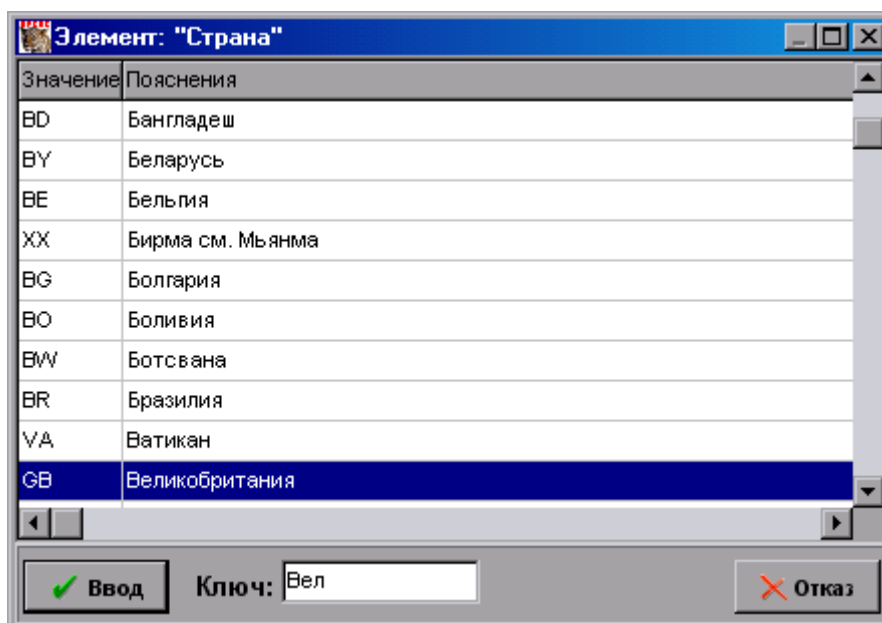 Элемент: "Страна"
Значение Пояснения
BD Бангладеш
BY Беларусь
BE Бельгия
XX Бирма см. Мьянма
BG Болгария
BO Боливия
BW Ботсвана
BR Бразилия
VA Ватикан
GB Великобритания
Ввод Ключ: Вел Отказ